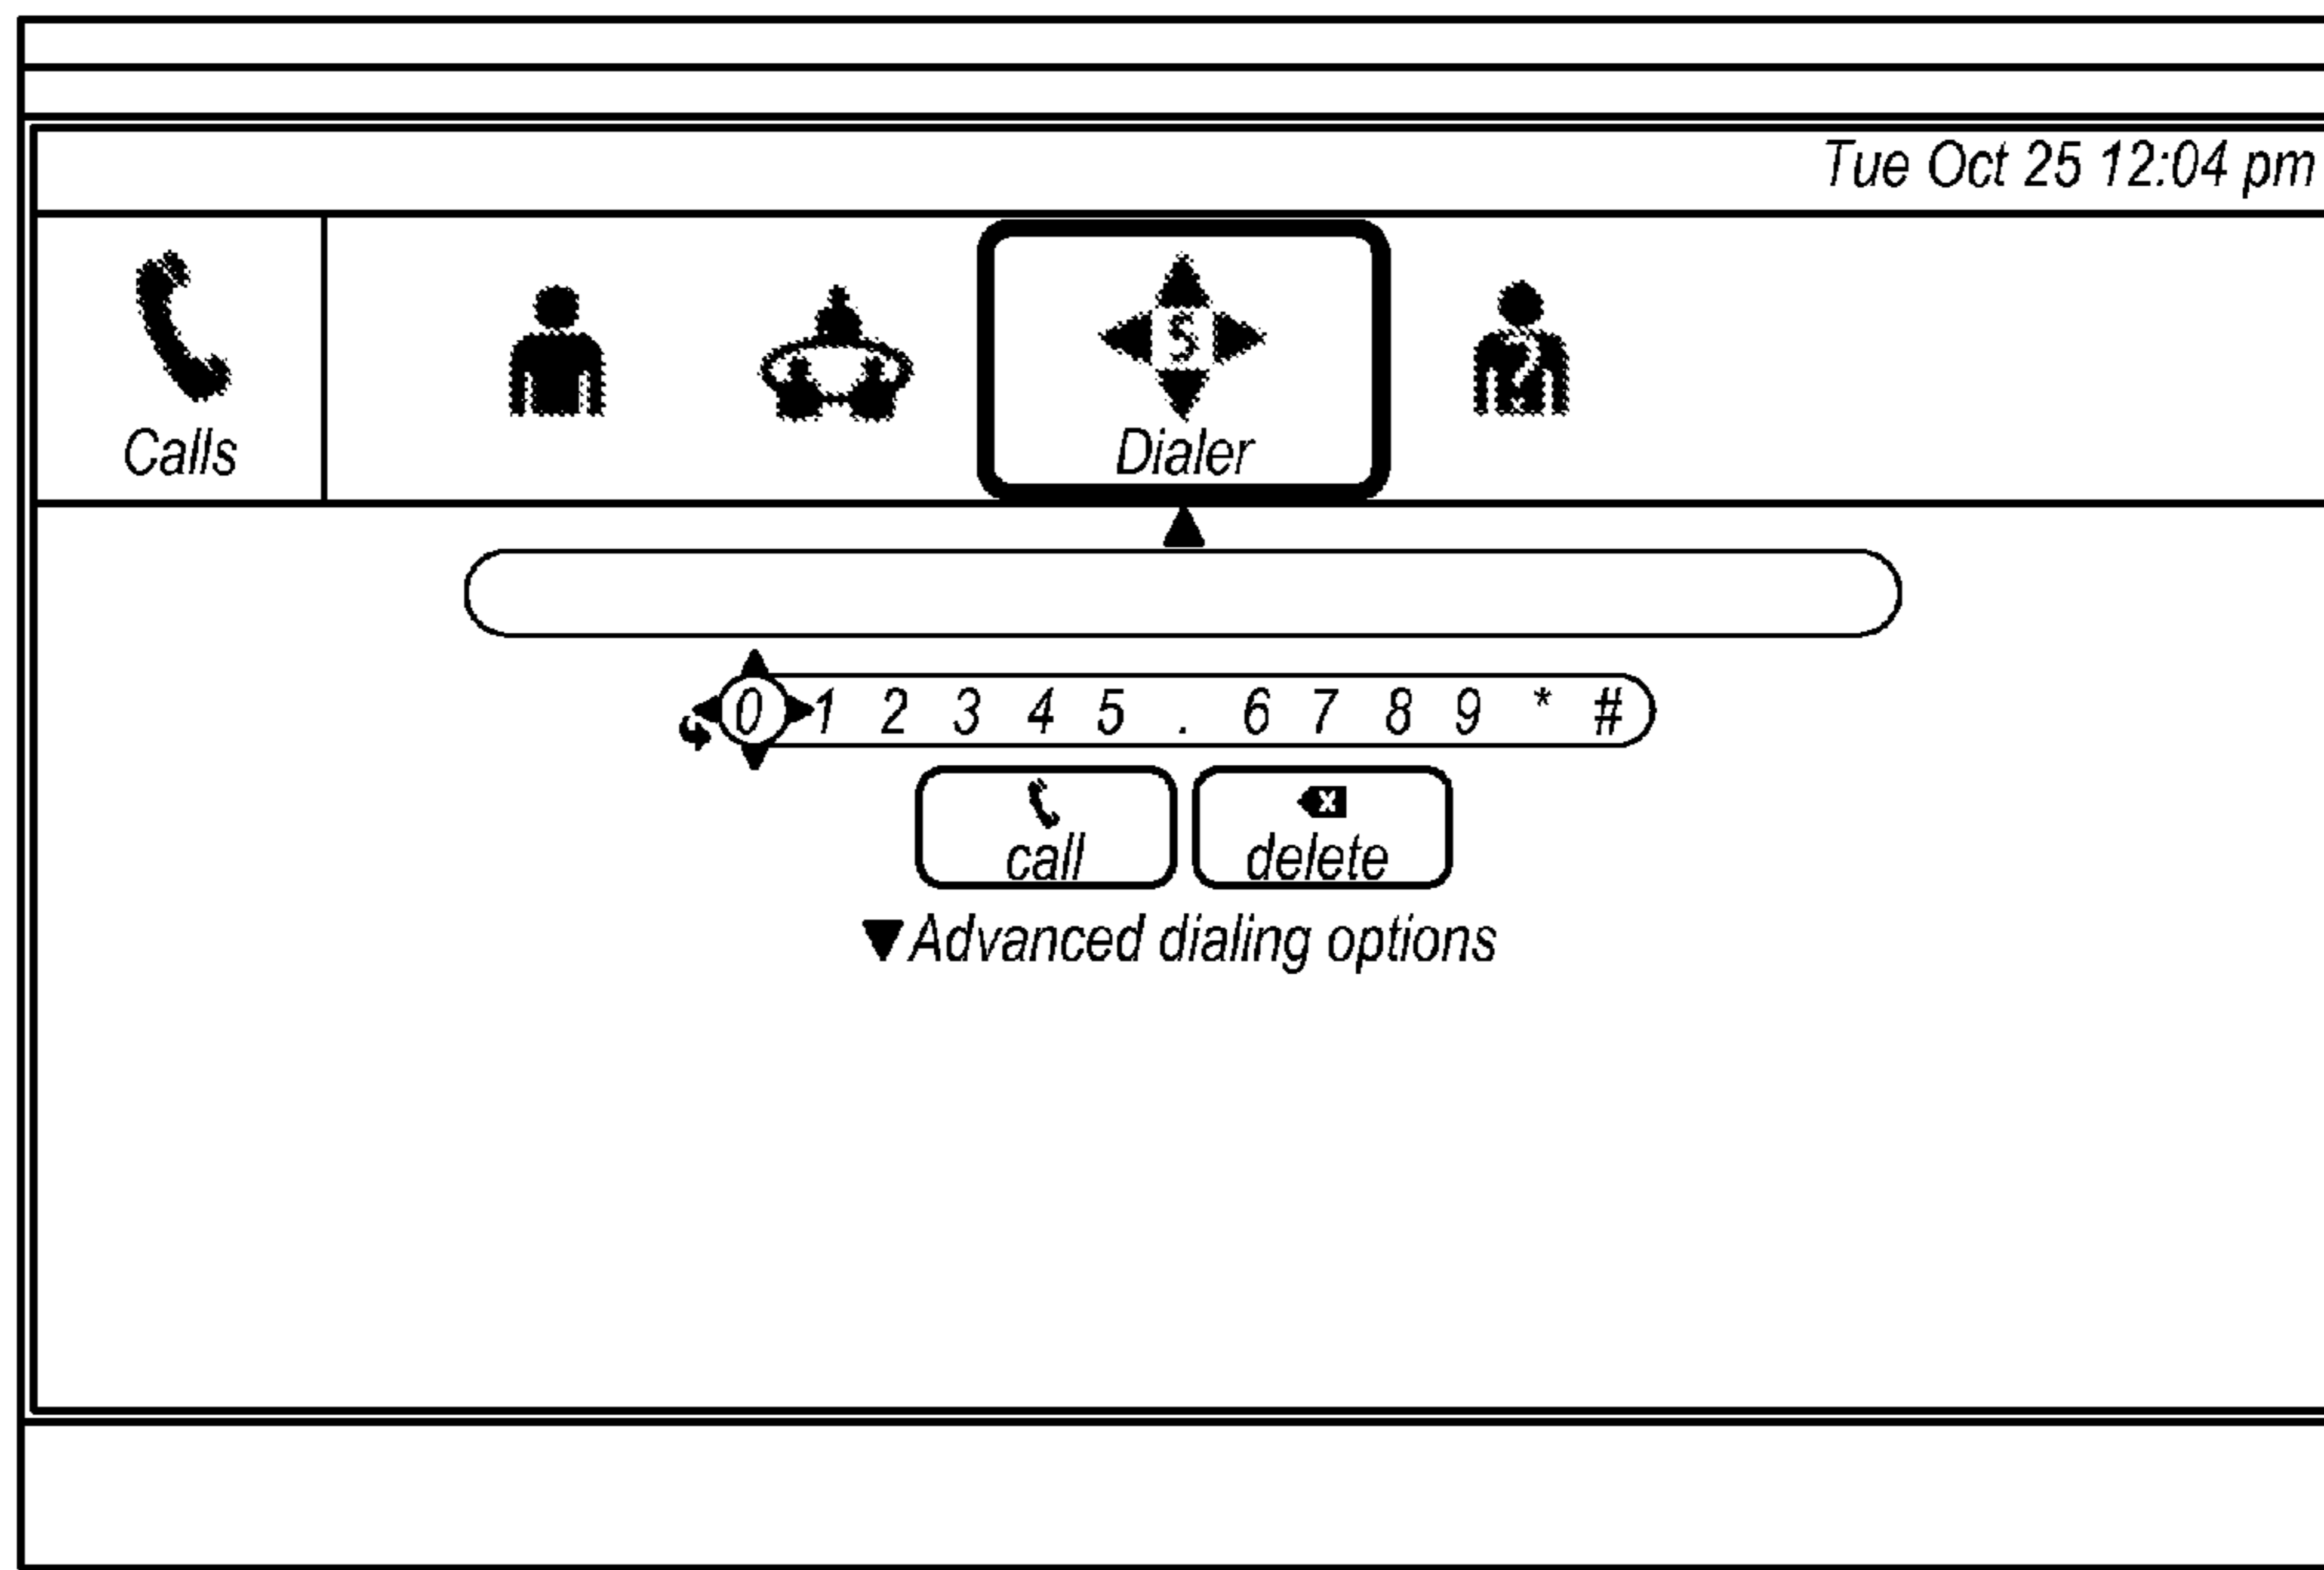 Tue Oct 25 12:04 pm
Calls
S
Dialer
0 1 2 3 4 5 . 6 7 8 9 * #
x
call delete
Advanced dialing options